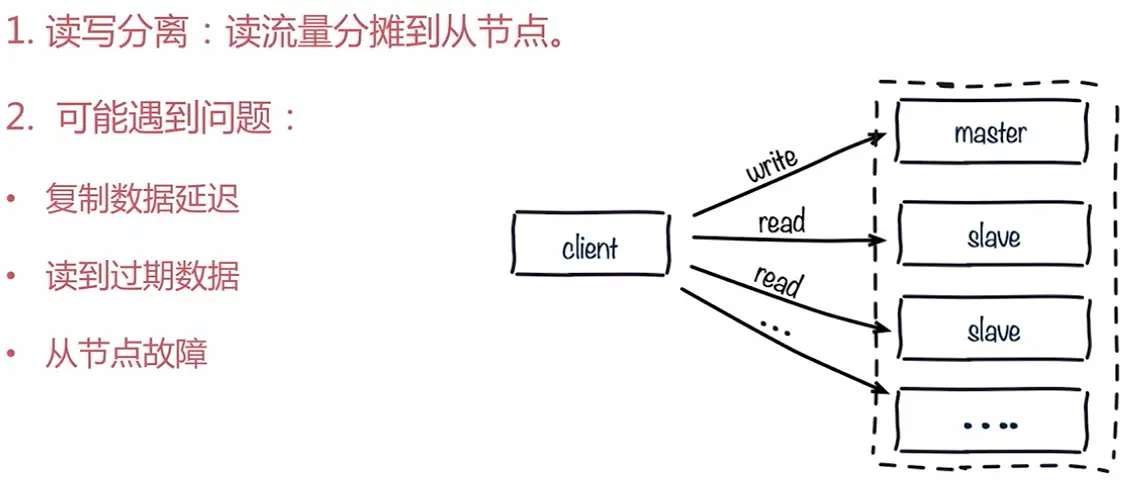 1. 读写分离：读流量分摊到从节点。
2. 可能遇到问题：
• 复制数据延迟
• 读到过期数据
• 从节点故障
client
write
read
read
...
master
slave
slave
....